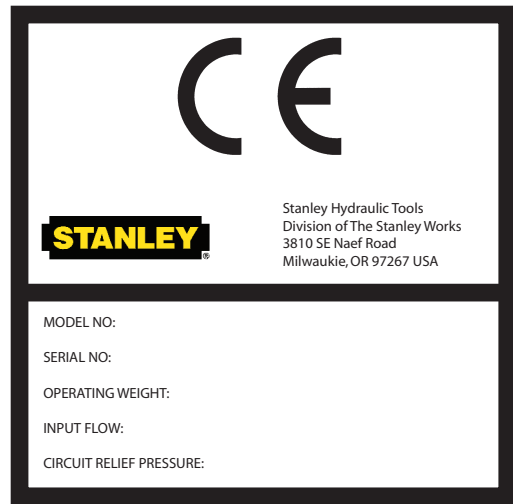 CE
STANLEY®
Stanley Hydraulic Tools
Division of The Stanley Works
3810 SE Naef Road
Milwaukie, OR 97267 USA
MODEL NO:
SERIAL NO:
OPERATING WEIGHT:
INPUT FLOW:
CIRCUIT RELIEF PRESSURE: